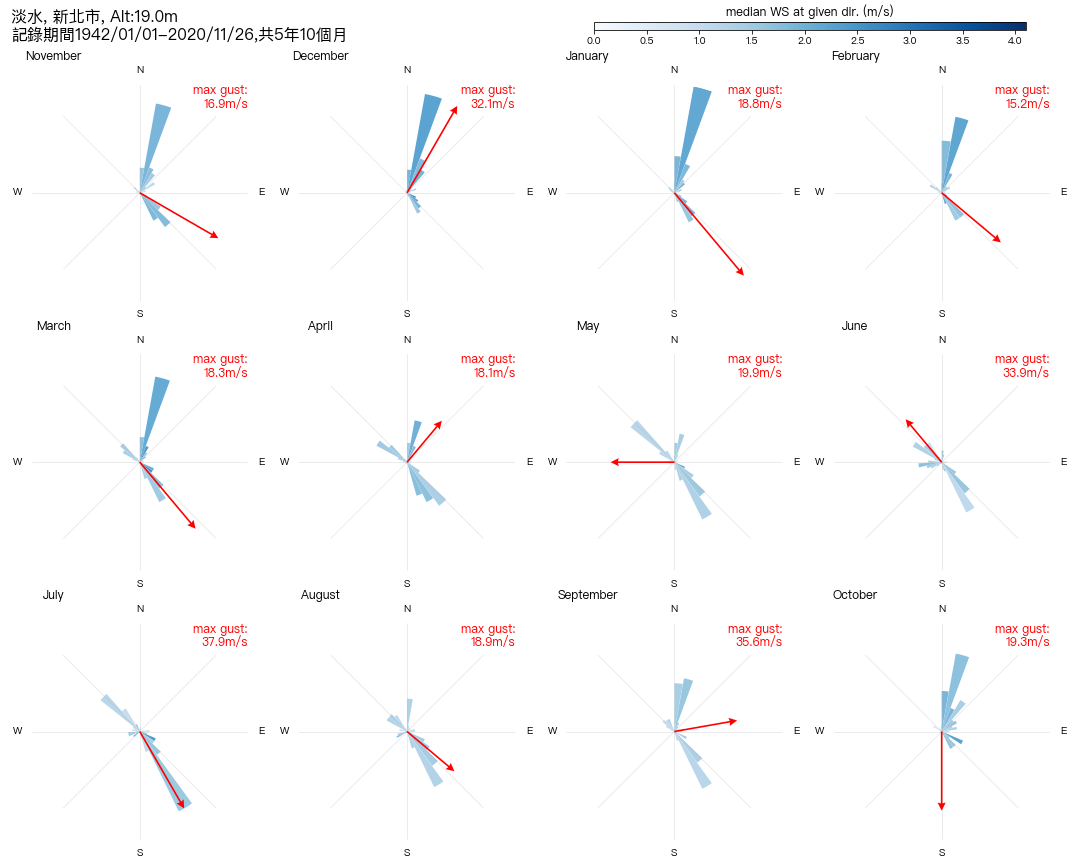 淡水, 新北市, Alt:19.0m
記錄期間1942/01/01–2020/11/26,共5年10個月
median WS at given dir. (m/s)
0.0 0.5 1.0 1.5 2.0 2.5 3.0 3.5 4.0
November
N
max gust:
16.9m/s
W
E
S
December
N
max gust:
32.1m/s
W
E
S
January
N
max gust:
18.8m/s
W
E
S
February
N
max gust:
15.2m/s
W
E
S
March
N
max gust:
18.3m/s
W
E
S
April
N
max gust:
18.1m/s
W
E
S
May
N
max gust:
19.9m/s
W
E
S
June
N
max gust:
33.9m/s
W
E
S
July
N
max gust:
37.9m/s
W
E
S
August
N
max gust:
18.9m/s
W
E
S
September
N
max gust:
35.6m/s
W
E
S
October
N
max gust:
19.3m/s
W
E
S